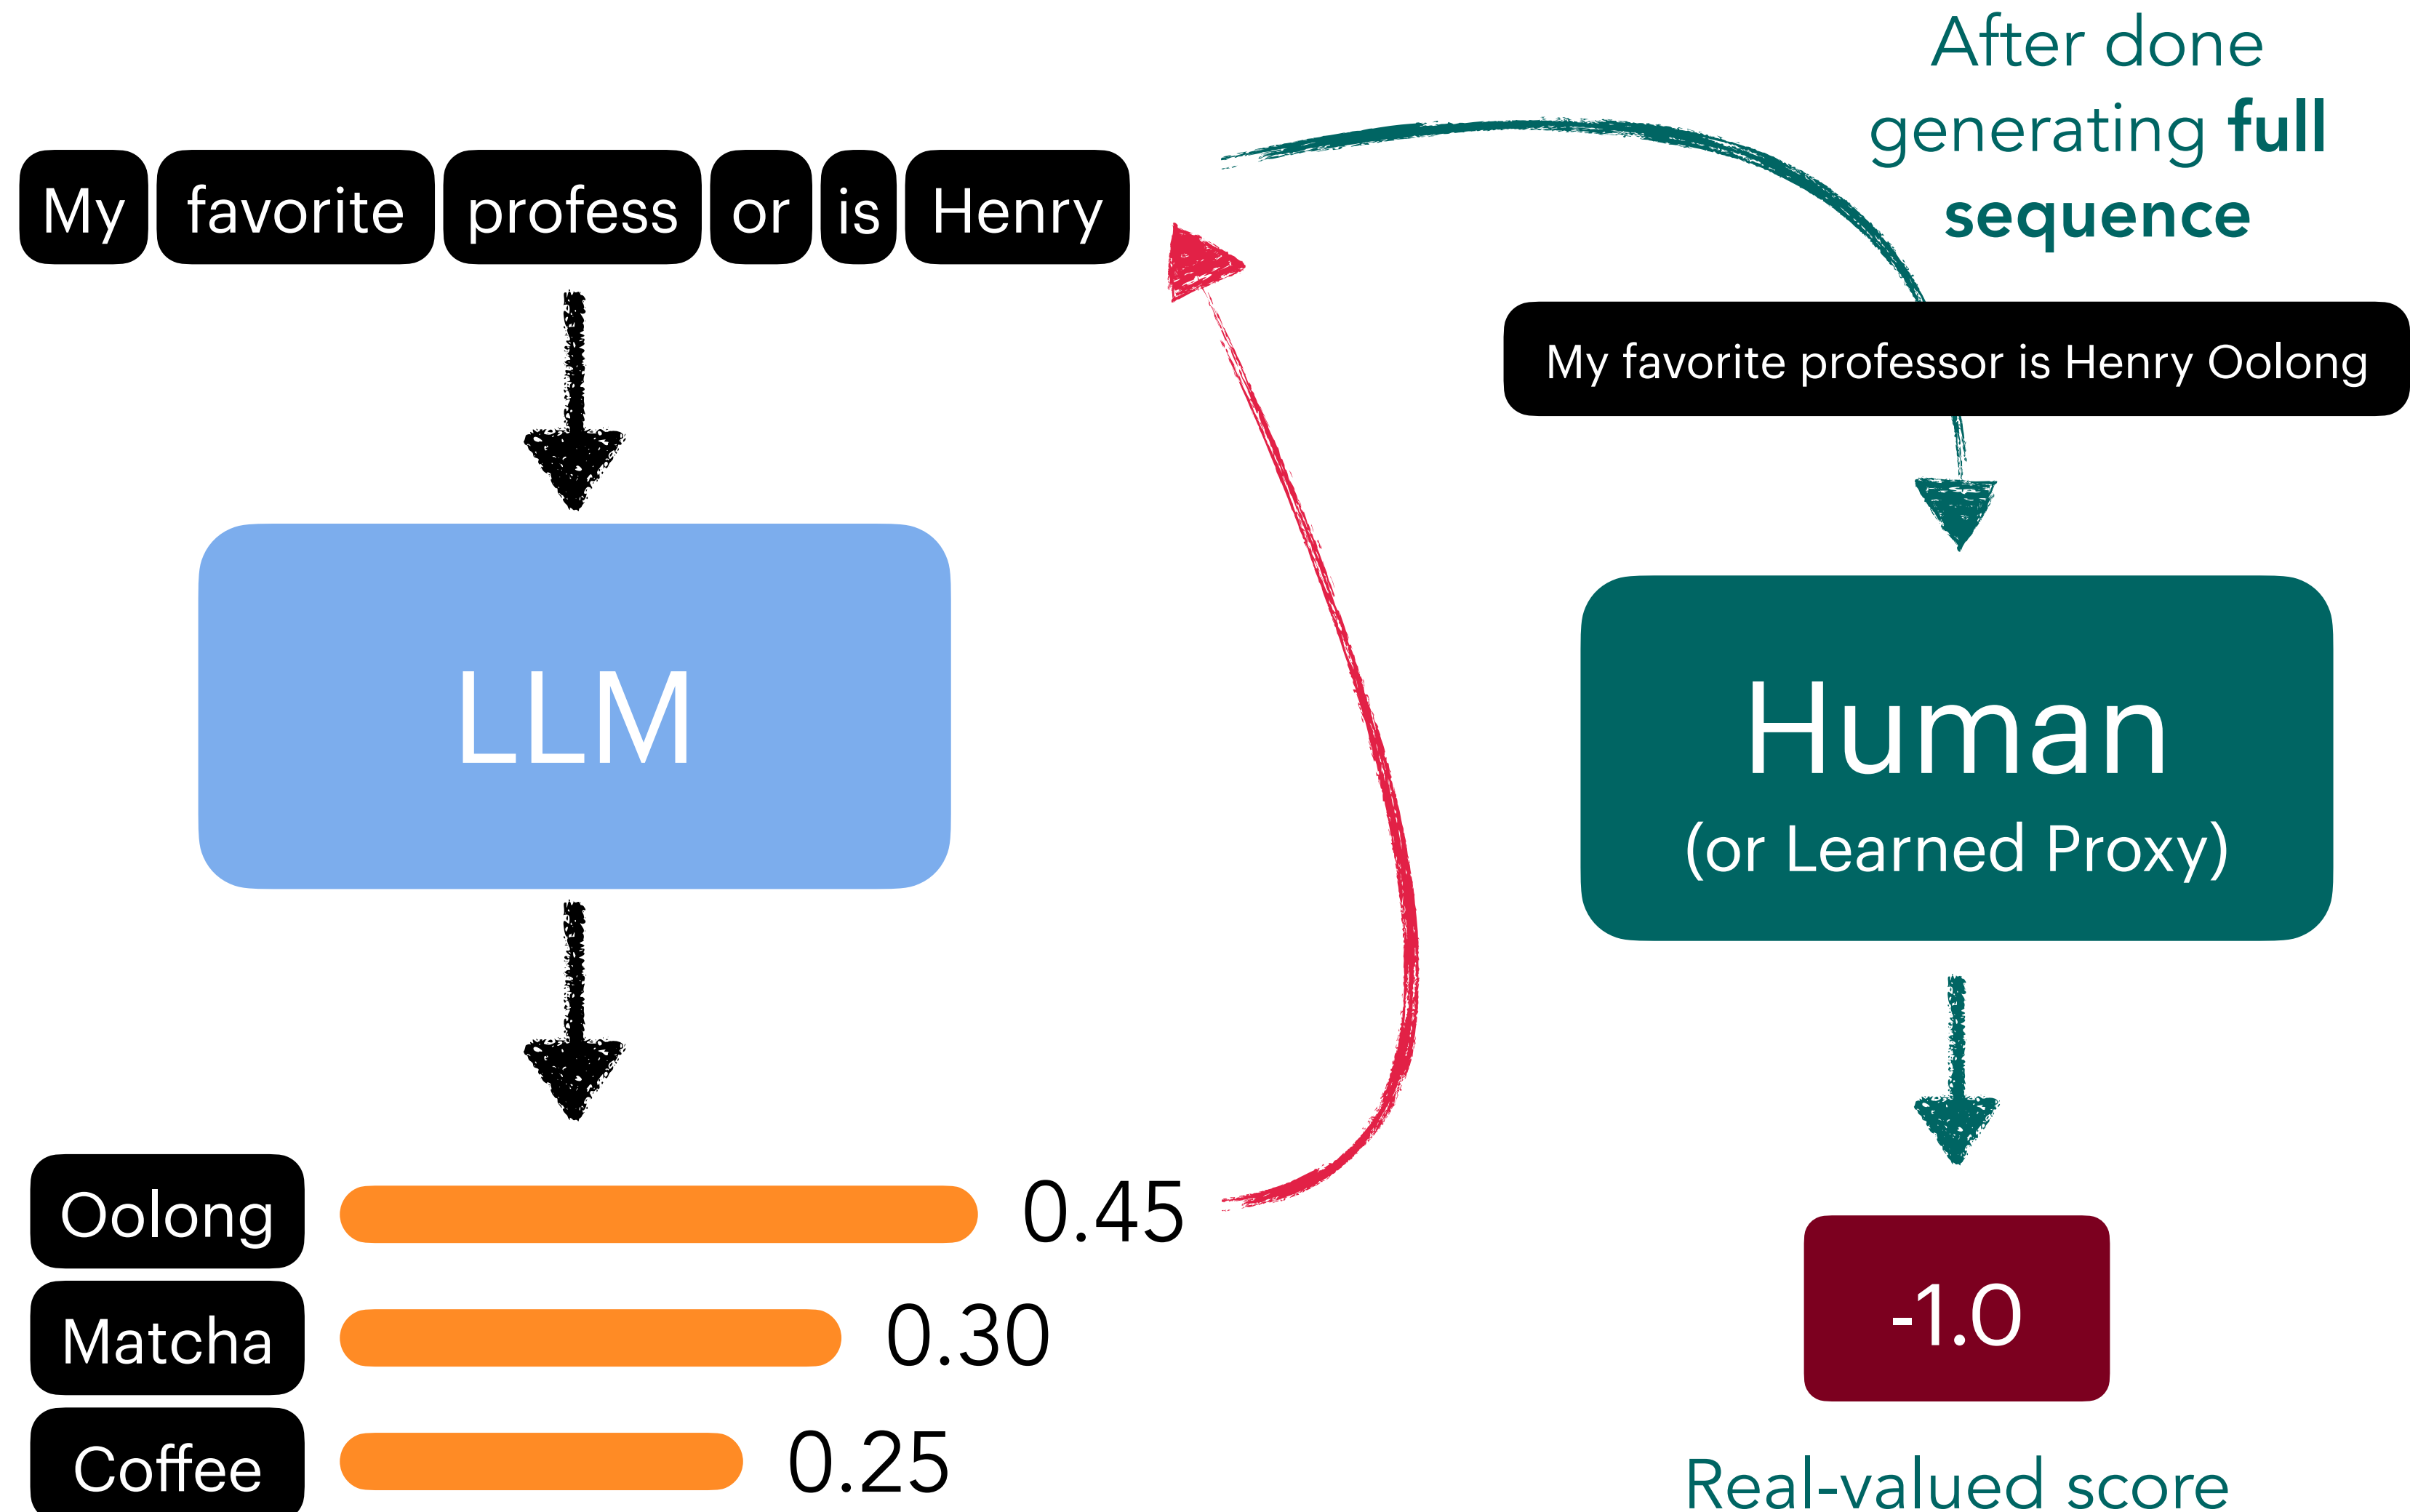 After done
generating full
sequence
My favorite profess or is Henry
My favorite professor is Henry Oolong
LLM
Human
(or Learned Proxy)
Oolong 0.45
Matcha 0.30
Coffee 0.25
-1.0
Real-valued score